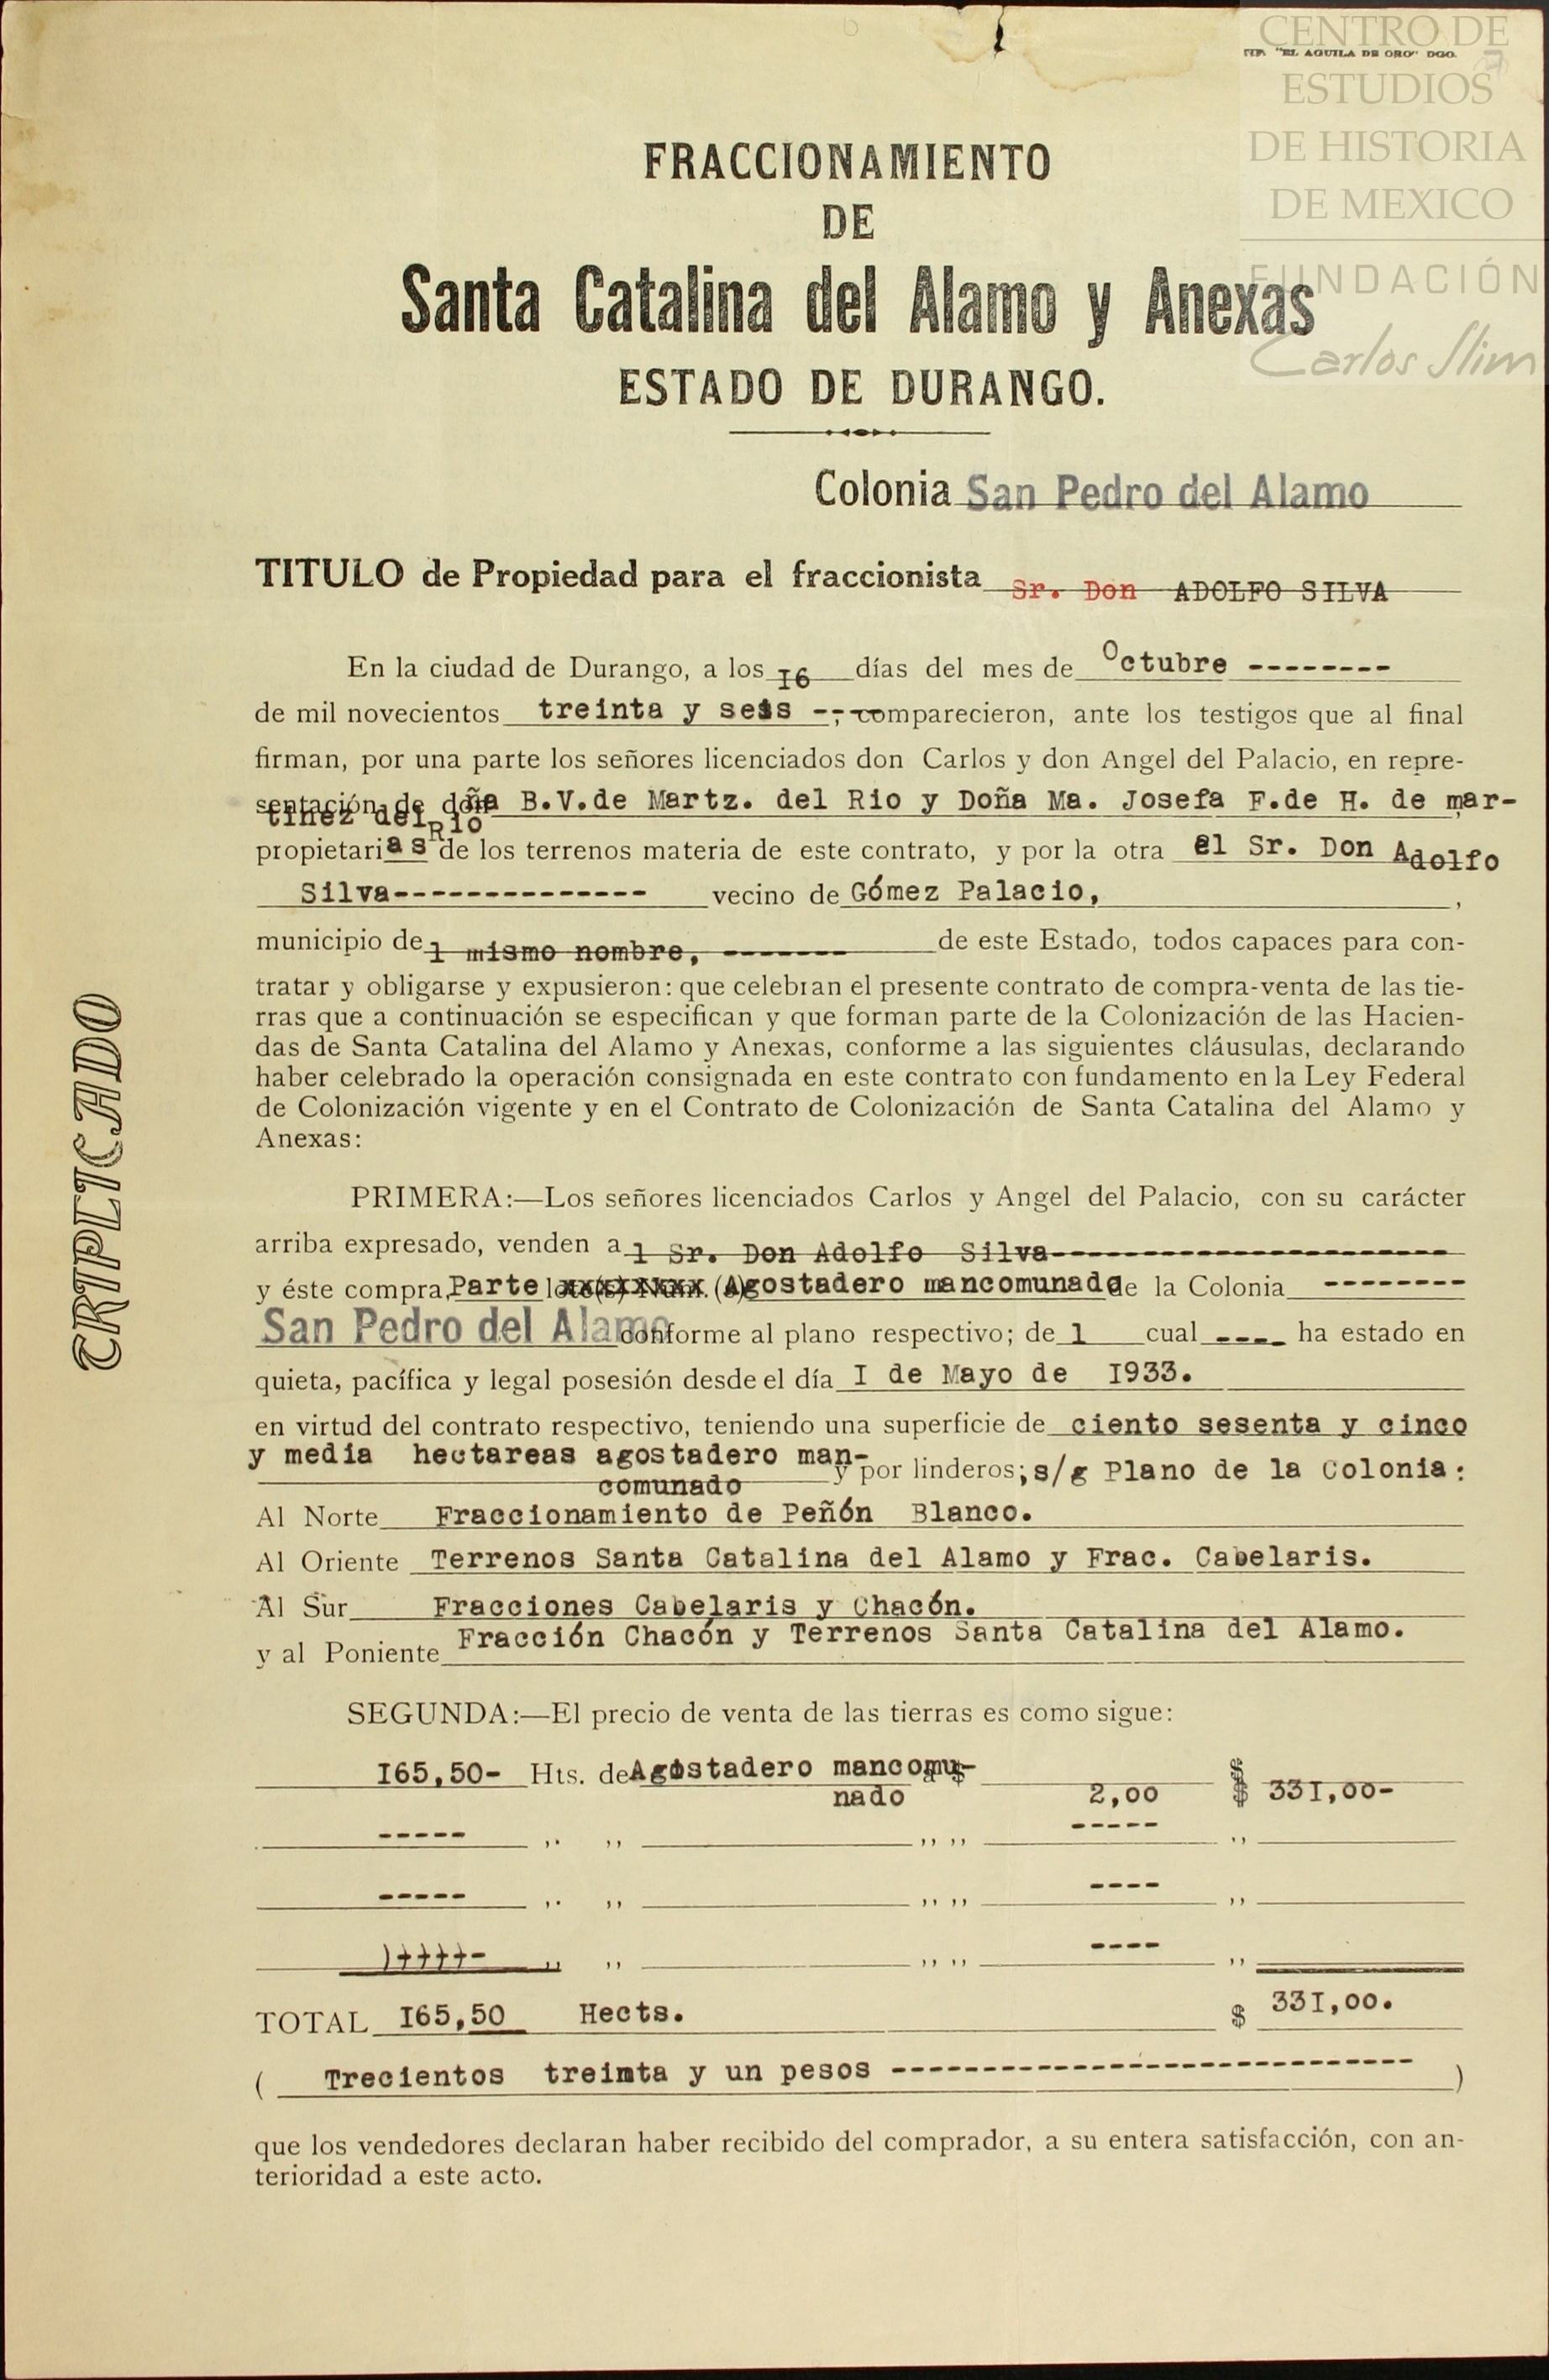 CENTRO DE
TIP. "EL AGUILA DE ORO" DGO.
ESTUDIOS
DE HISTORIA
DE MEXICO
FUNDACIÓN
Carlos Slim
FRACCIONAMIENTO
DE
Santa Catalina del Alamo y Anexas
ESTADO DE DURANGO.
Colonia San Pedro del Alamo
TITULO de Propiedad para el fraccionista Sr. Don ADOLFO SILVA
En la ciudad de Durango, a los 16 días del mes de Octubre --------
de mil novecientos treinta y seis --, comparecieron, ante los testigos que al final
firman, por una parte los señores licenciados don Carlos y don Angel del Palacio, en repre-
sentación de doña B.V.de Martz. del Rio y Doña Ma. Josefa F.de H. de mar-
tinez del Rio
propietarias de los terrenos materia de este contrato, y por la otra el Sr. Don Adolfo
Silva-------------- vecino de Gómez Palacio, ,
municipio del mismo nombre, ------- de este Estado, todos capaces para con-
tratar y obligarse y expusieron: que celebran el presente contrato de compra-venta de las tie-
rras que a continuación se especifican y que forman parte de la Colonización de las Hacien-
das de Santa Catalina del Alamo y Anexas, conforme a las siguientes cláusulas, declarando
haber celebrado la operación consignada en este contrato con fundamento en la Ley Federal
de Colonización vigente y en el Contrato de Colonización de Santa Catalina del Alamo y
Anexas:
TRIPLICADO
PRIMERA:—Los señores licenciados Carlos y Angel del Palacio, con su carácter
arriba expresado, venden al Sr. Don Adolfo Silva----------------------
y éste compra, Parte lote(s) Núm. (s) Agostadero mancomunado de la Colonia --------
San Pedro del Alamo conforme al plano respectivo; del cual ---- ha estado en
quieta, pacífica y legal posesión desde el día I de Mayo de 1933.
en virtud del contrato respectivo, teniendo una superficie de ciento sesenta y cinco
y media hectareas agostadero man- y por linderos; s/g Plano de la Colonia:
comunado
Al Norte Fraccionamiento de Peñón Blanco.
Al Oriente Terrenos Santa Catalina del Alamo y Frac. Cabelaris.
Al Sur Fracciones Cabelaris y Chacón.
y al Poniente Fracción Chacón y Terrenos Santa Catalina del Alamo.
SEGUNDA:—El precio de venta de las tierras es como sigue:
165,50- Hts. de Agostadero mancomu- a $ $
nado 2,00 $ 331,00-
----- ,, ,, ,, ,, ----- ,,
----- ,, ,, ,, ,, ---- ,,
----- ,, ,, ,, ,, ---- ,,
TOTAL 165,50 Hects. $ 331,00.
( Trecientos treinta y un pesos ---------------------------- )
que los vendedores declaran haber recibido del comprador, a su entera satisfacción, con an-
terioridad a este acto.